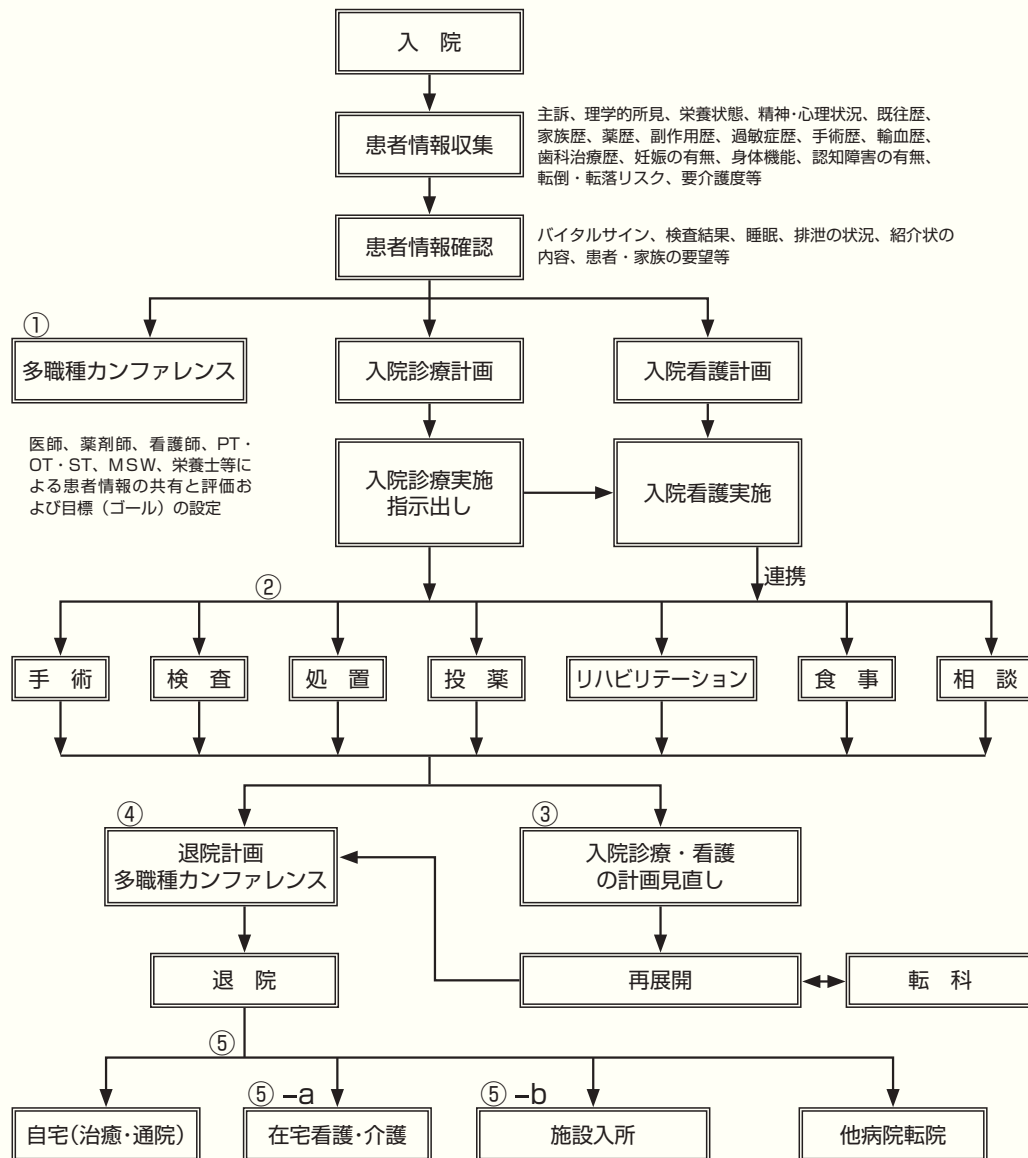 入　院
患者情報収集
主訴、理学的所見、栄養状態、精神・心理状況、既往歴、
家族歴、薬歴、副作用歴、過敏症歴、手術歴、輸血歴、
歯科治療歴、妊娠の有無、身体機能、認知障害の有無、
転倒・転落リスク、要介護度等
患者情報確認
バイタルサイン、検査結果、睡眠、排泄の状況、紹介状の
内容、患者・家族の要望等
①
多職種カンファレンス
入院診療計画
入院看護計画
医師、薬剤師、看護師、PT・
OT・ST、MSW、栄養士等に
よる患者情報の共有と評価お
よび目標（ゴール）の設定
入院診療実施
指示出し
入院看護実施
連携
②
手　術
検　査
処　置
投　薬
リハビリテーション
食　事
相　談
④
退院計画
多職種カンファレンス
③
入院診療・看護
の計画見直し
退　院
再展開
転　科
⑤
⑤ –a
⑤ –b
自宅（治癒・通院）
在宅看護・介護
施設入所
他病院転院